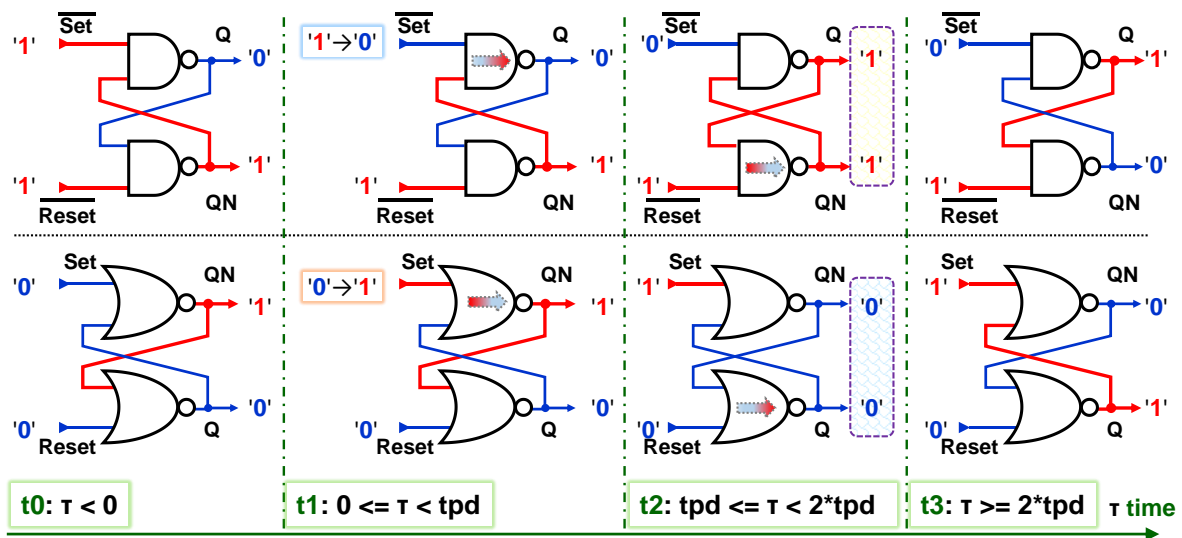 Set Q
'1' '0'
'1' '1'
Reset QN
'1'→'0' Set Q
'0'
'1' '1'
Reset QN
Set Q
'0' '1'
'1' '1'
Reset QN
Set Q
'0' '1'
'1' '0'
Reset QN
Set QN
'0' '1'
'0' '0'
Reset Q
'0'→'1' Set QN
'1'
'0' '0'
Reset Q
Set QN
'1' '0'
'0' '0'
Reset Q
Set QN
'1' '0'
'0' '1'
Reset Q
t0: τ < 0
t1: 0 <= τ < tpd
t2: tpd <= τ < 2*tpd
t3: τ >= 2*tpd
τ time